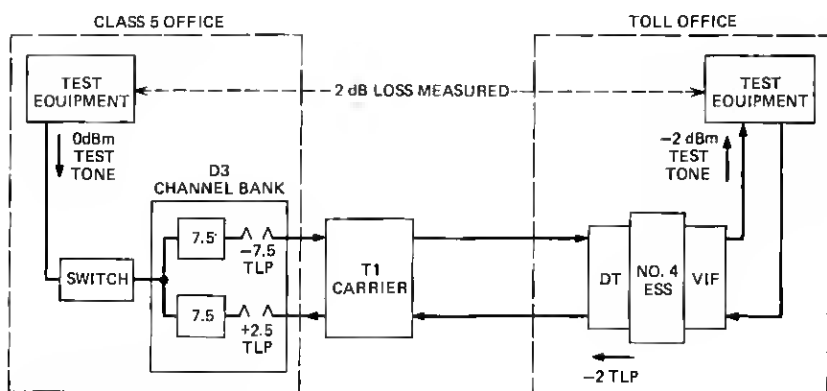 CLASS 5 OFFICE
TOLL OFFICE
TEST
EQUIPMENT
2 dB LOSS MEASURED
TEST
EQUIPMENT
0dBm
TEST
TONE
-2 dBm
TEST
TONE
D3
CHANNEL BANK
7.5
-7.5
TLP
SWITCH
7.5
+2.5
TLP
T1
CARRIER
DT
NO. 4
ESS
VIF
-2 TLP